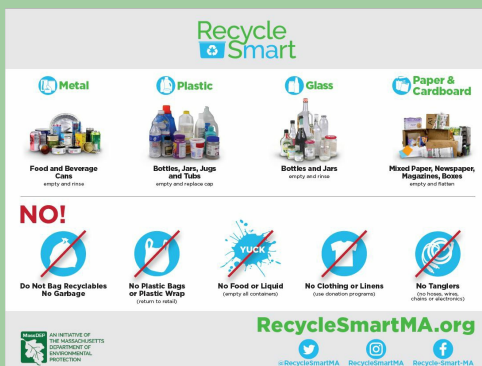 Recycle
Smart
Metal
Plastic
Glass
Paper &
Cardboard
Food and Beverage
Cans
empty and rinse
Bottles, Jars, Jugs
and Tubs
empty and replace cap
Bottles and Jars
empty and rinse
Mixed Paper, Newspaper,
Magazines, Boxes
empty and flatten
NO!
YUCK
Do Not Bag Recyclables
No Garbage
No Plastic Bags
or Plastic Wrap
(return to retail)
No Food or Liquid
(empty all containers)
No Clothing or Linens
(use donation programs)
No Tanglers
(no hoses, wires,
chains or electronics)
RecycleSmartMA.org
MassDEP
AN INITIATIVE OF
THE MASSACHUSETTS
DEPARTMENT OF
ENVIRONMENTAL
PROTECTION
@RecycleSmartMA
RecycleSmartMA
Recycle-Smart-MA